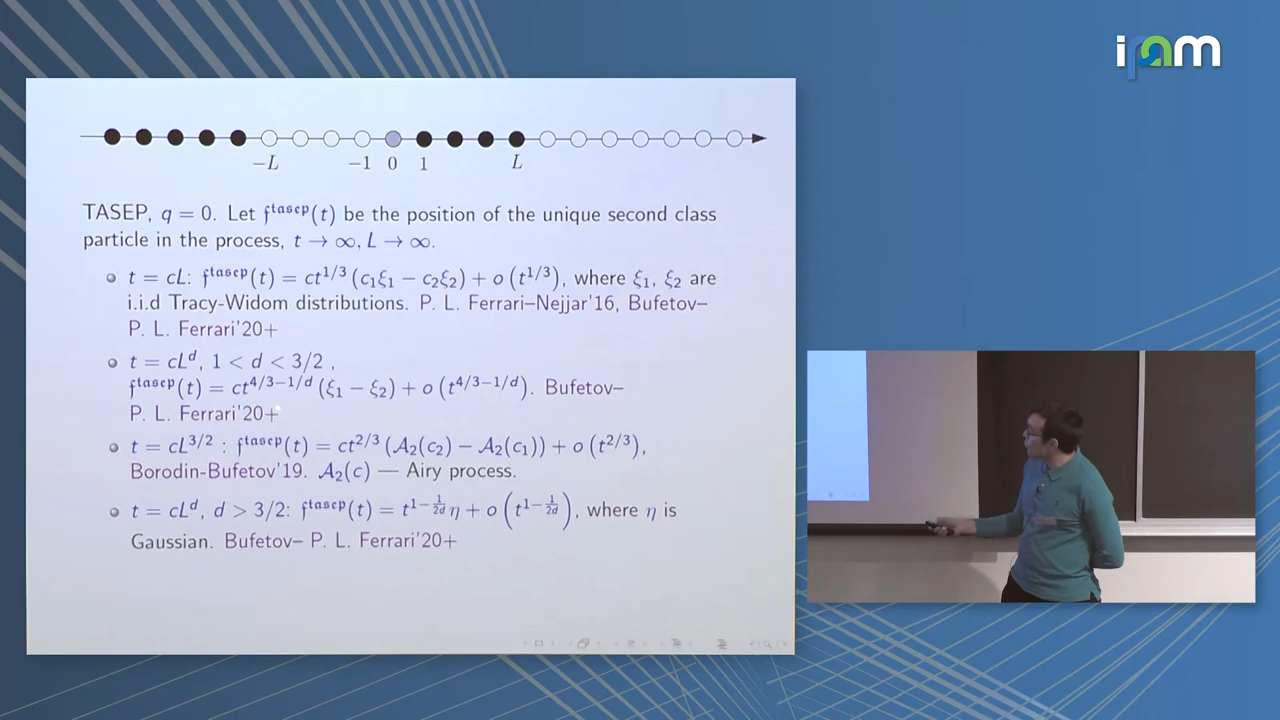 ipam
−L −1 0 1 L
TASEP, q = 0. Let 𝔣^tasep(t) be the position of the unique second class
particle in the process, t → ∞, L → ∞.
t = cL: 𝔣^tasep(t) = ct^{1/3} (c₁ξ₁ − c₂ξ₂) + o (t^{1/3}), where ξ₁, ξ₂ are
i.i.d Tracy-Widom distributions. P. L. Ferrari–Nejjar'16, Bufetov–
P. L. Ferrari'20+
t = cL^d, 1 < d < 3/2 ,
𝔣^tasep(t) = ct^{4/3−1/d} (ξ₁ − ξ₂) + o (t^{4/3−1/d}). Bufetov–
P. L. Ferrari'20+
t = cL^{3/2} : 𝔣^tasep(t) = ct^{2/3} (𝒜₂(c₂) − 𝒜₂(c₁)) + o (t^{2/3}),
Borodin-Bufetov'19. 𝒜₂(c) — Airy process.
t = cL^d, d > 3/2: 𝔣^tasep(t) = t^{1−\frac{1}{2d}} η + o (t^{1−\frac{1}{2d}}), where η is
Gaussian. Bufetov– P. L. Ferrari'20+